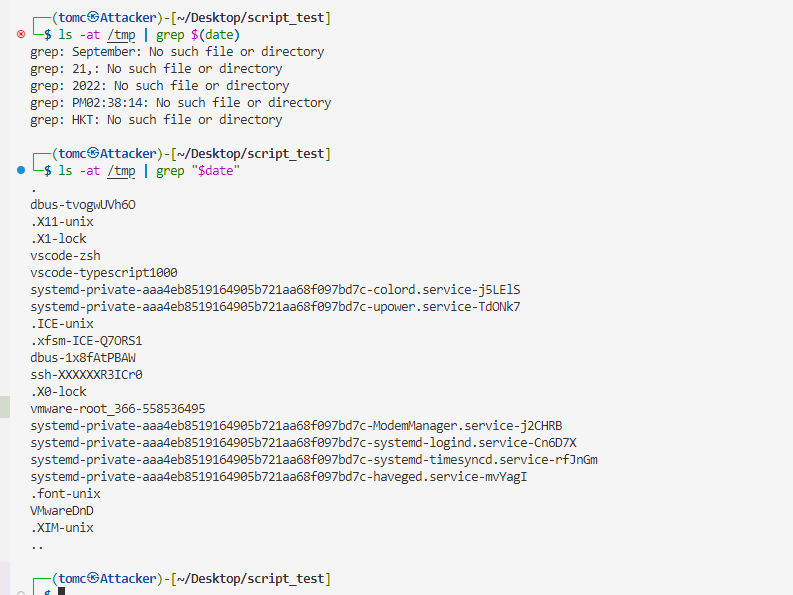 ┌──(tomc㉿Attacker)-[~/Desktop/script_test]
└─$ ls -at /tmp | grep $(date)
grep: September: No such file or directory
grep: 21,: No such file or directory
grep: 2022: No such file or directory
grep: PM02:38:14: No such file or directory
grep: HKT: No such file or directory
┌──(tomc㉿Attacker)-[~/Desktop/script_test]
└─$ ls -at /tmp | grep "$date"
.
dbus-tvogwUVh6O
.X11-unix
.X1-lock
vscode-zsh
vscode-typescript1000
systemd-private-aaa4eb8519164905b721aa68f097bd7c-colord.service-j5LElS
systemd-private-aaa4eb8519164905b721aa68f097bd7c-upower.service-TdONk7
.ICE-unix
.xfsm-ICE-Q7ORS1
dbus-1x8fAtPBAW
ssh-XXXXXXR3ICr0
.X0-lock
vmware-root_366-558536495
systemd-private-aaa4eb8519164905b721aa68f097bd7c-ModemManager.service-j2CHRB
systemd-private-aaa4eb8519164905b721aa68f097bd7c-systemd-logind.service-Cn6D7X
systemd-private-aaa4eb8519164905b721aa68f097bd7c-systemd-timesyncd.service-rfJnGm
systemd-private-aaa4eb8519164905b721aa68f097bd7c-haveged.service-mvYagI
.font-unix
VMwareDnD
.XIM-unix
..
┌──(tomc㉿Attacker)-[~/Desktop/script_test]
└─$